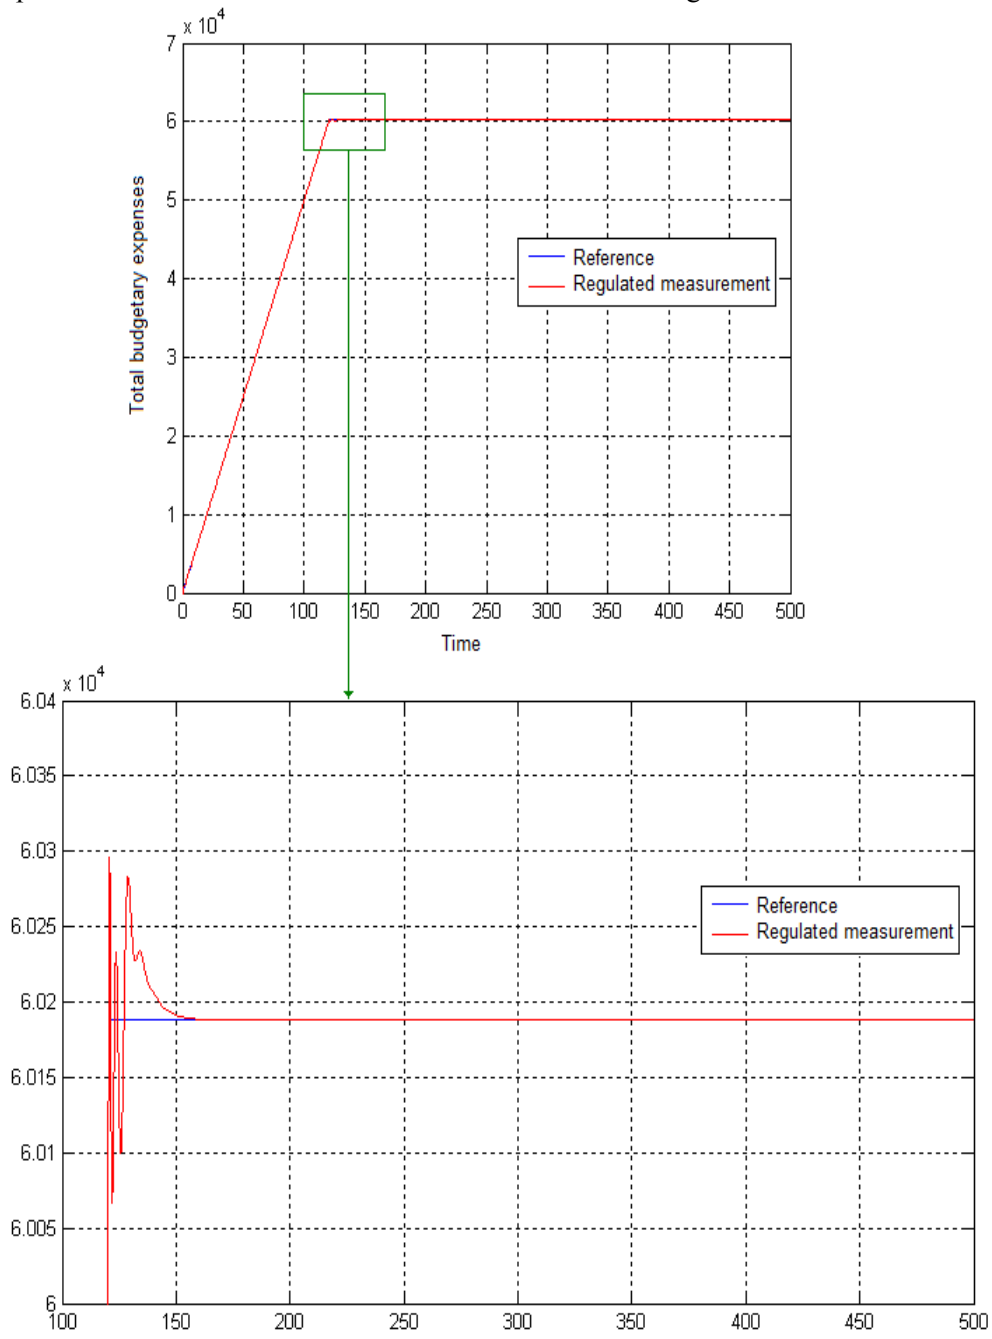 x 10⁴
7
6
5
4
3
2
1
0
Total budgetary expenses
Reference
Regulated measurement
0 50 100 150 200 250 300 350 400 450 500
Time
x 10⁴
6.04
6.035
6.03
6.025
6.02
6.015
6.01
6.005
6
Reference
Regulated measurement
100 150 200 250 300 350 400 450 500